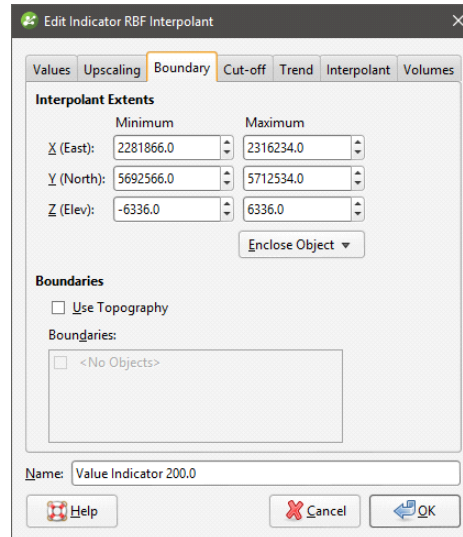 Edit Indicator RBF Interpolant
Values Upscaling Boundary Cut-off Trend Interpolant Volumes
Interpolant Extents
Minimum Maximum
X (East): 2281866.0 2316234.0
Y (North): 5692566.0 5712534.0
Z (Elev): -6336.0 6336.0
Enclose Object
Boundaries
Use Topography
Boundaries:
<No Objects>
Name: Value Indicator 200.0
Help Cancel OK